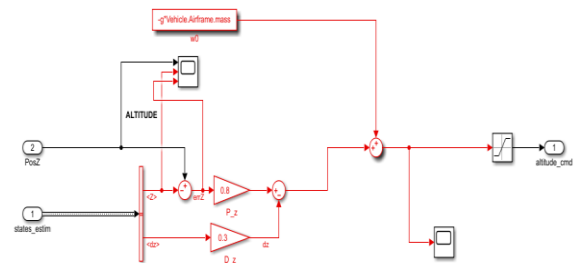 -g*Vehicle.Airframe.mass
w0
ALTITUDE
2
PosZ
1
altitude_cmd
<Z>
errZ
0.8
P_z
1
states_estim
<dz>
0.3
dz
D_z